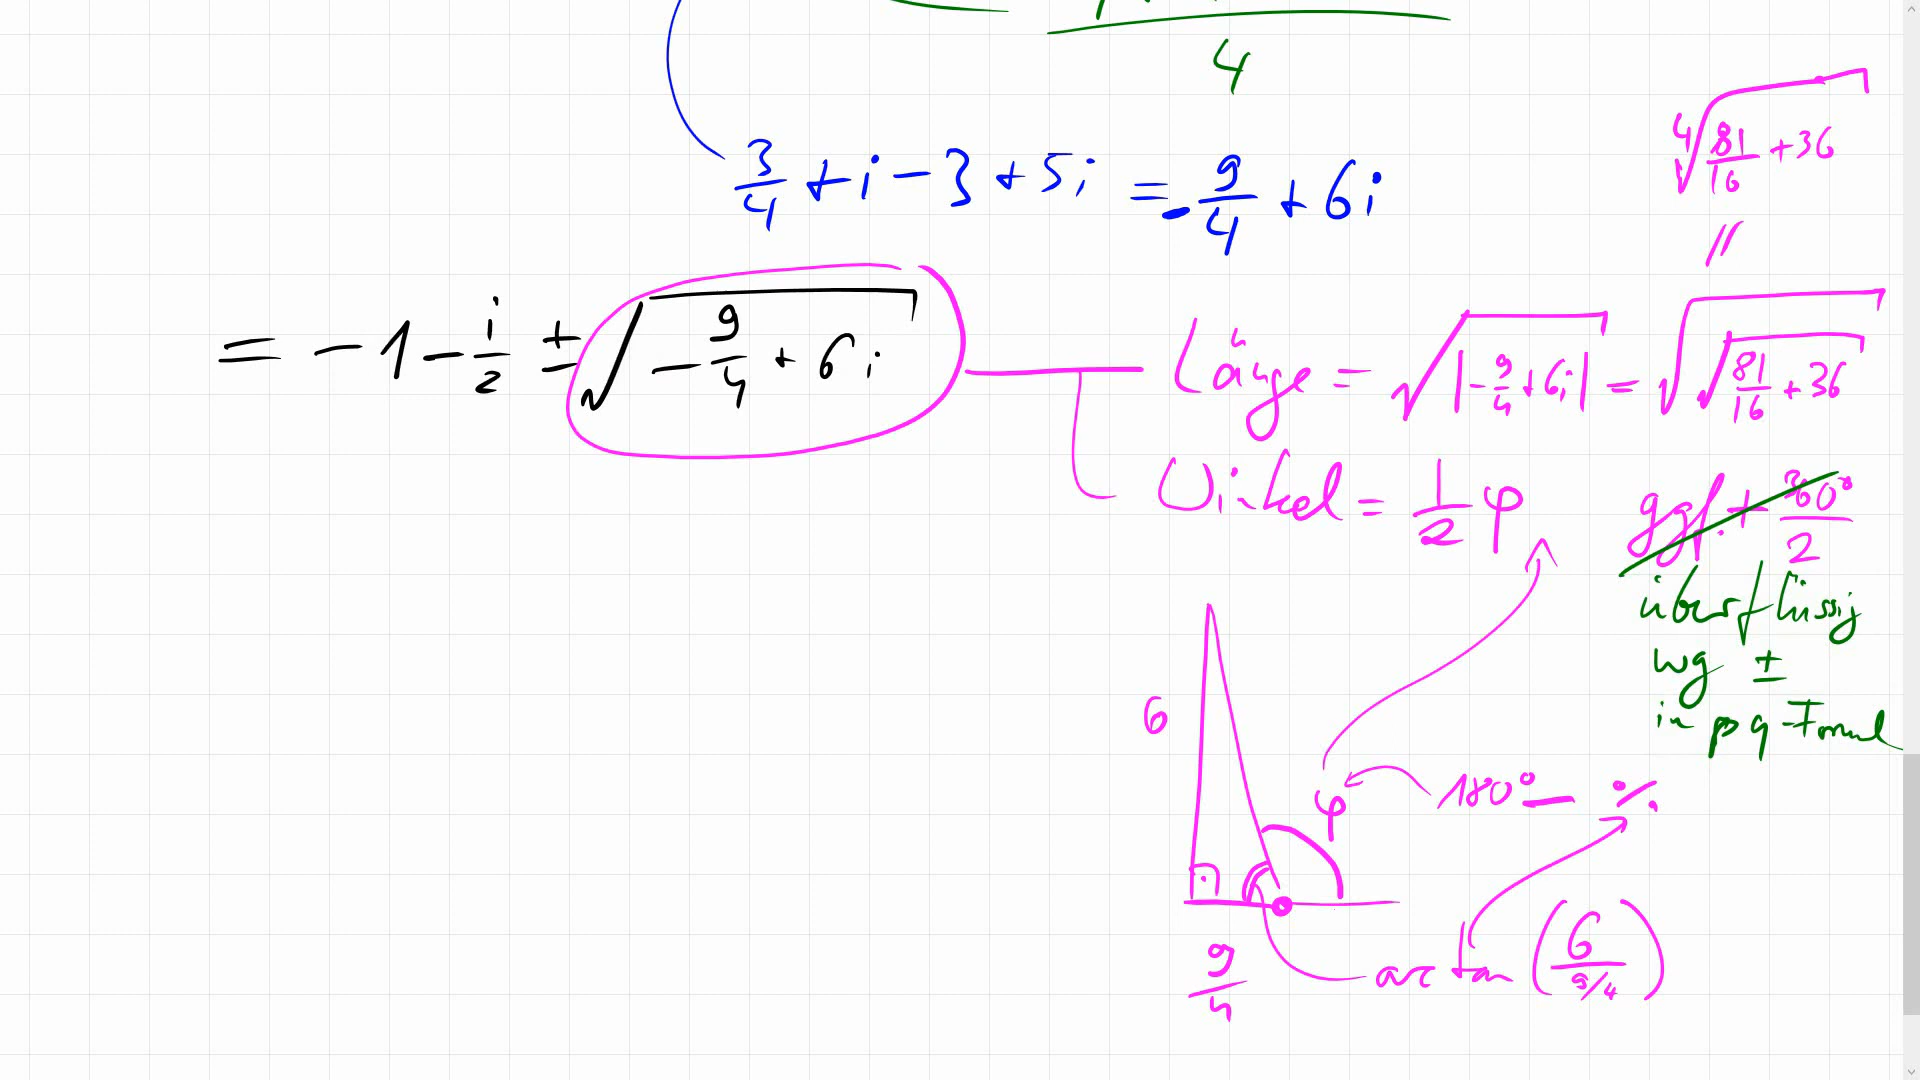 4
3/4 + i - 3 + 5i = -9/4 + 6i
∜(81/16 + 36)
||
= -1 - i/2 ± √(-9/4 + 6i)
Länge = √|-9/4 + 6i| = √√(81/16 + 36)
Winkel = 1/2 φ ggf. + 360°/2
überflüssig
wg ±
in pq-Formel
6
φ 180° - ·/.
9/4
arctan (6/(9/4))